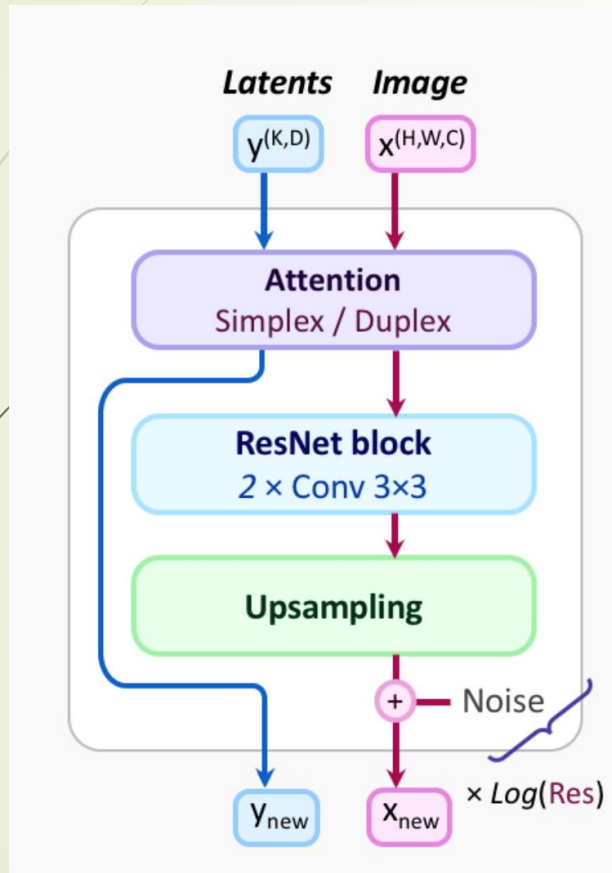 Latents Image
y(K,D) x(H,W,C)
Attention
Simplex / Duplex
ResNet block
2 × Conv 3×3
Upsampling
+ Noise
× Log(Res)
ynew xnew